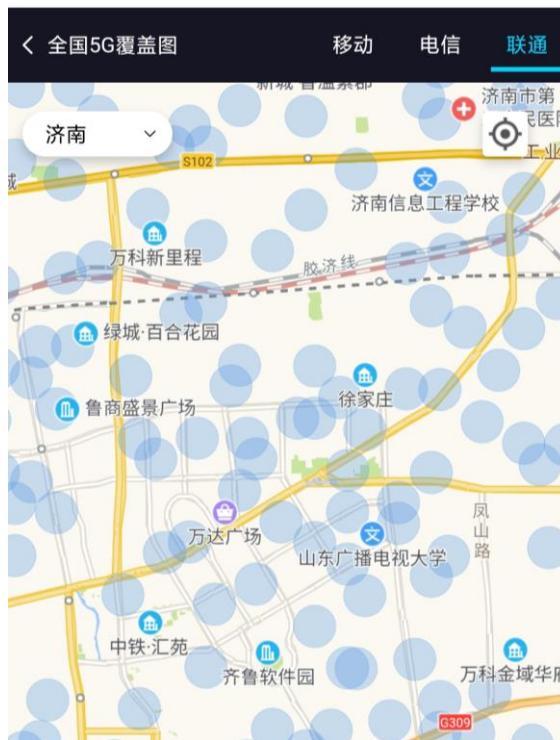 全国5G覆盖图
移动
电信
联通
济南市第
民医院
济南
工业
S102
济南信息工程学校
万科新里程
胶济线
绿城·百合花园
徐家庄
鲁商盛景广场
凤山路
万达广场
山东广播电视大学
中铁·汇苑
齐鲁软件园
万科金域华府
G309